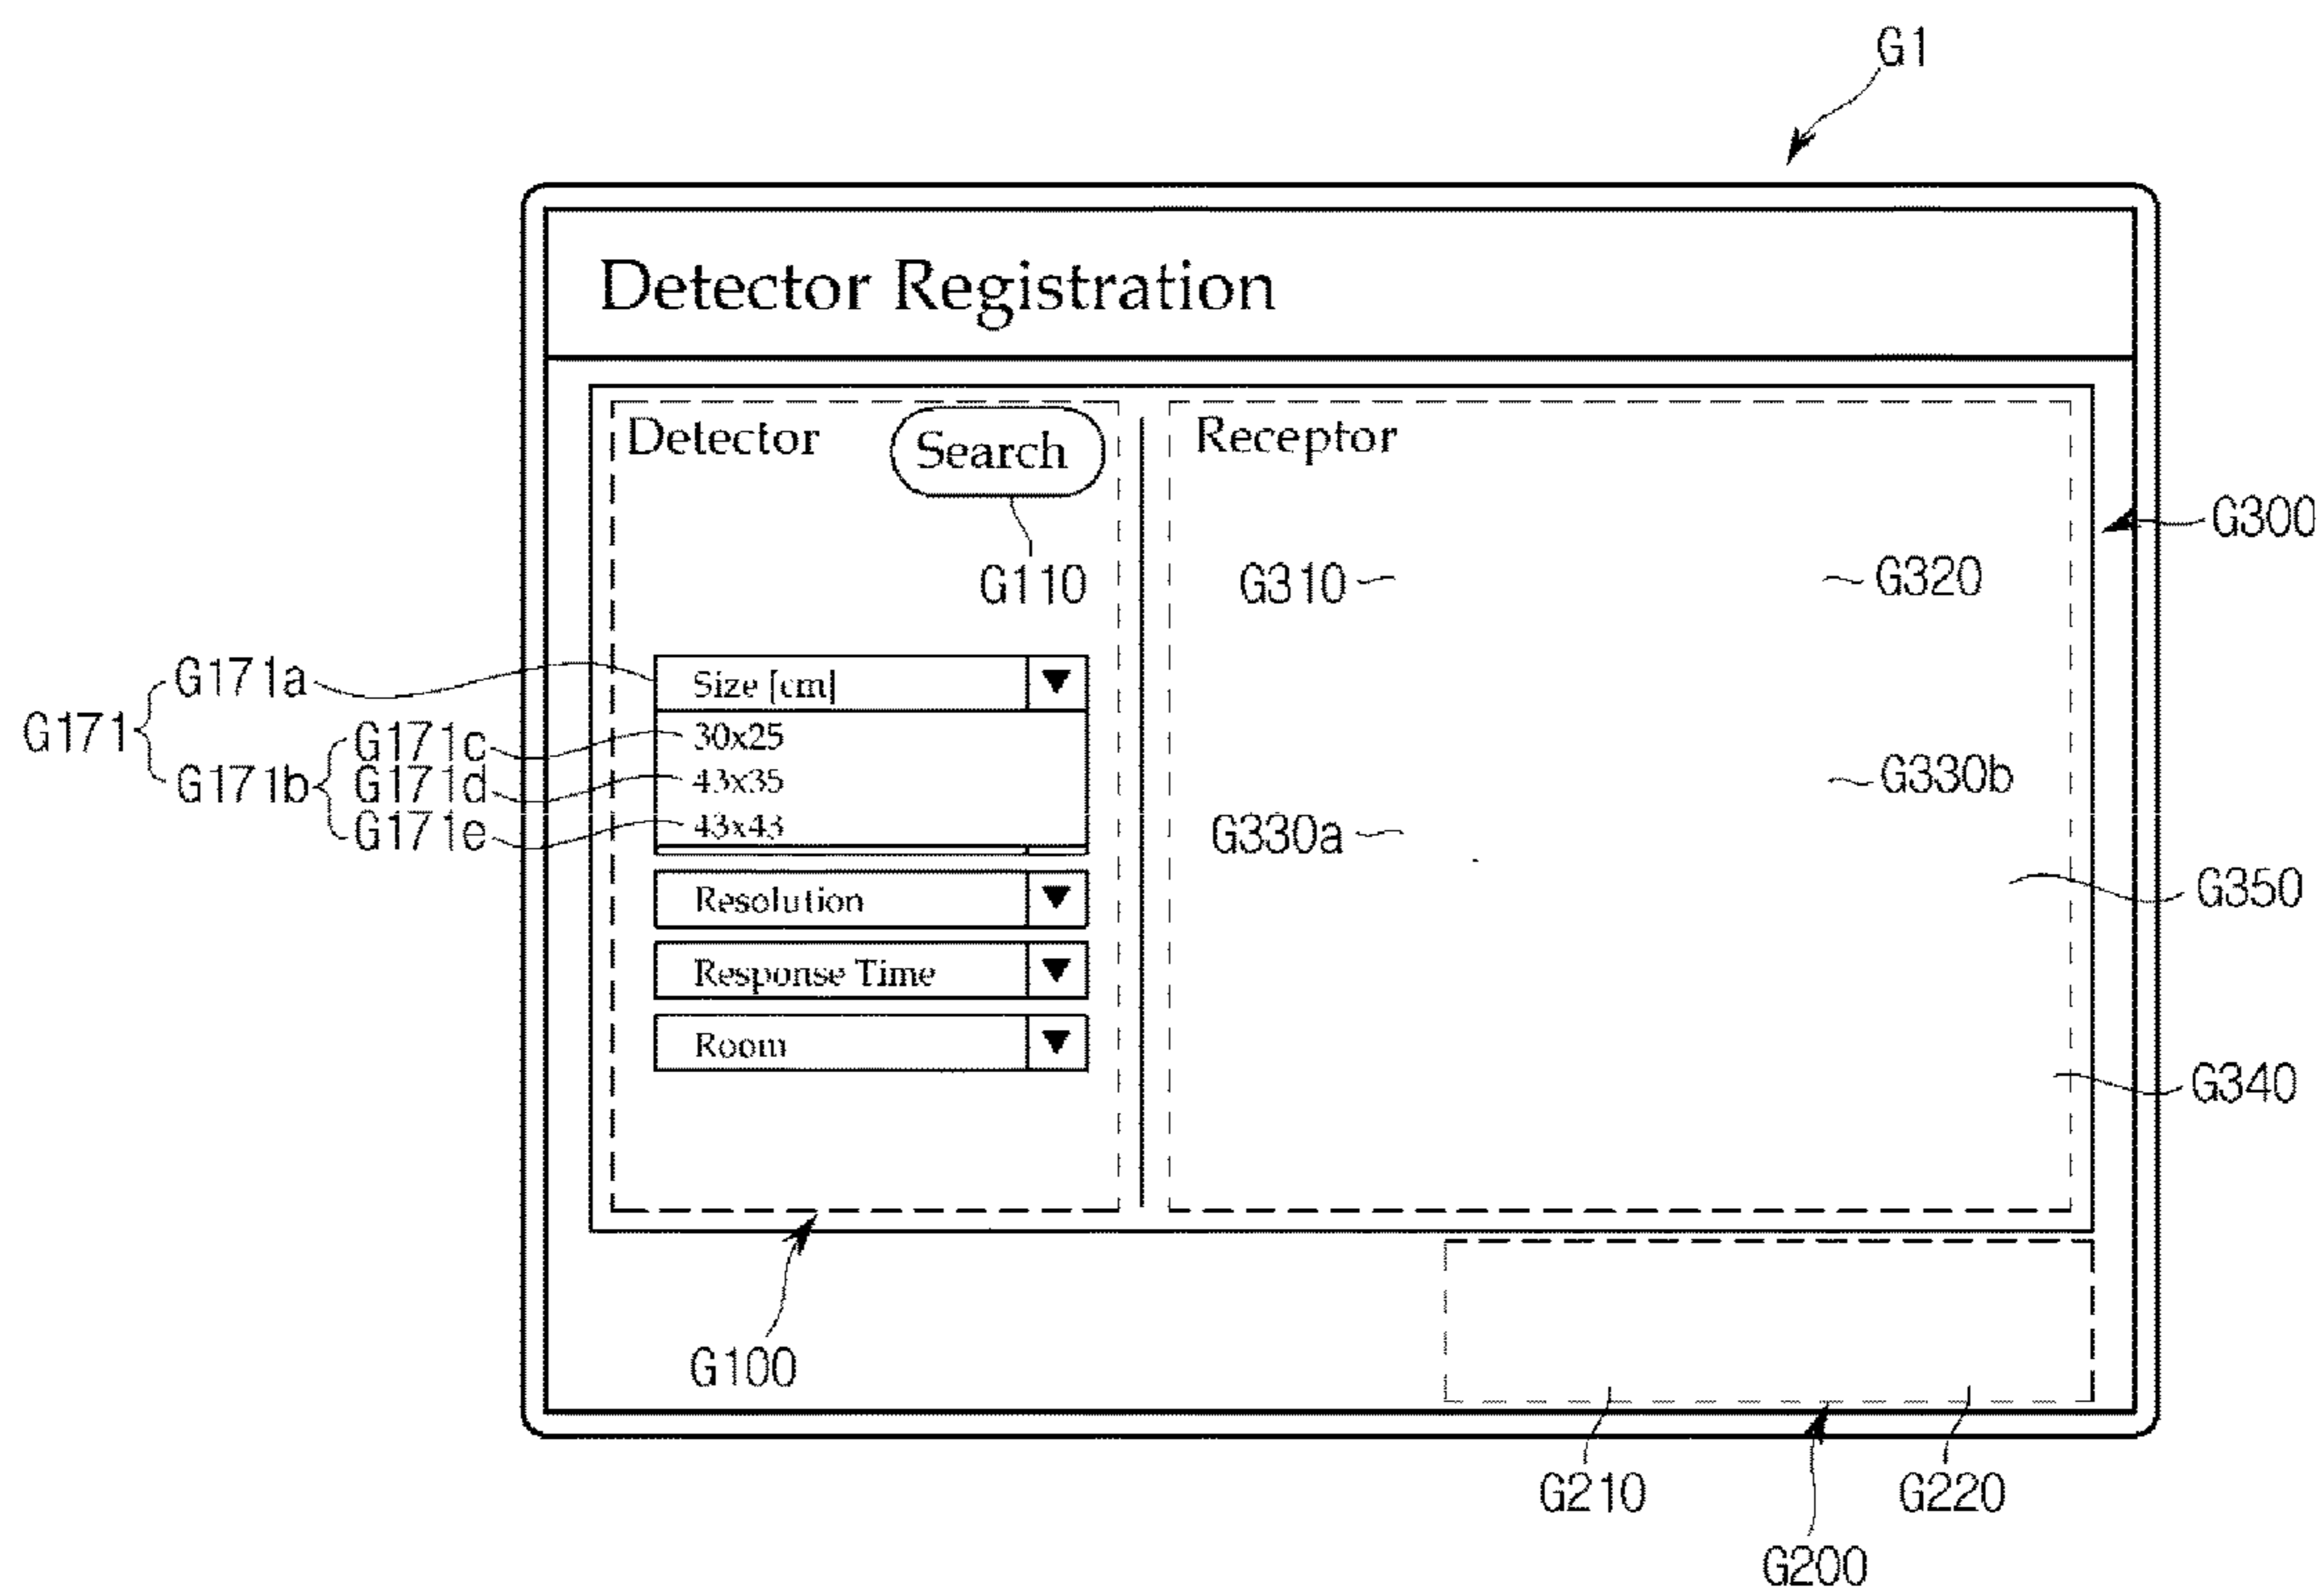 G1
Detector Registration
Detector
Search
Receptor
G300
G110
G310
G320
G171
G171a
Size [cm]
G171b
G171c
30x25
G171d
43x35
G171e
43x43
G330b
G330a
G350
Resolution
Response Time
Room
G340
G100
G210
G220
G200